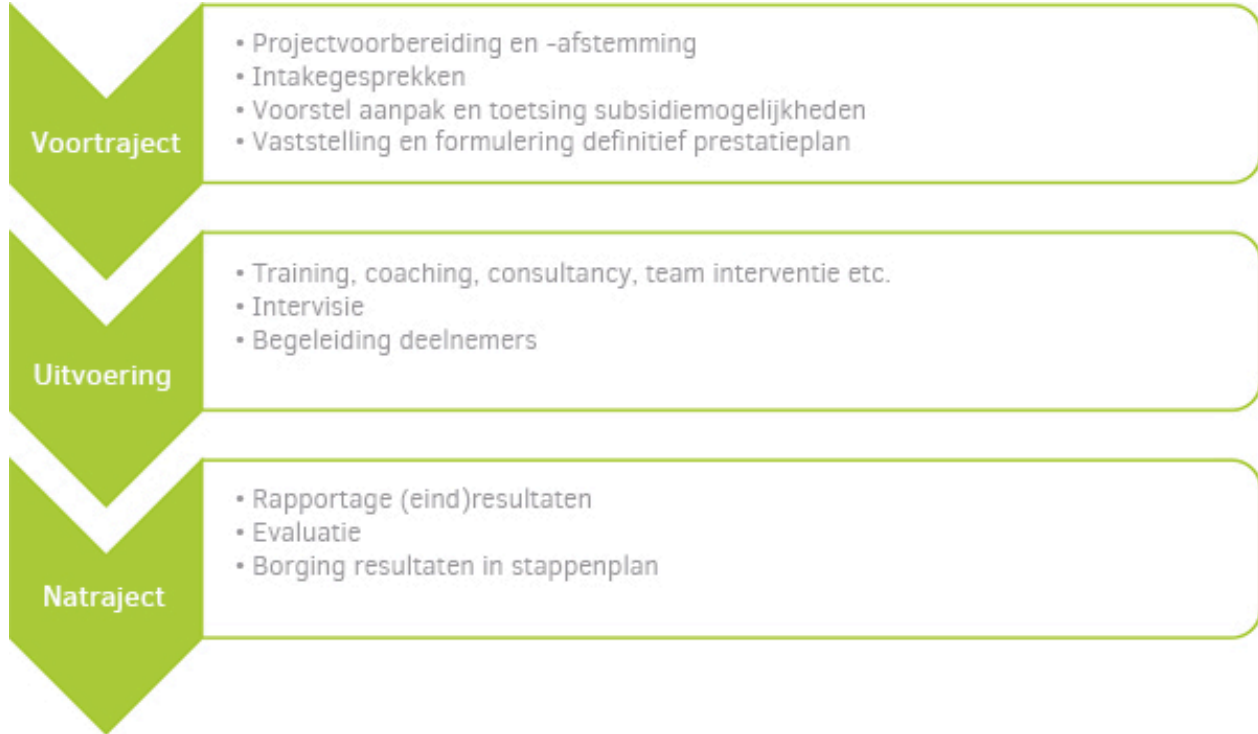 Voortraject
• Projectvoorbereiding en -afstemming
• Intakegesprekken
• Voorstel aanpak en toetsing subsidiemogelijkheden
• Vaststelling en formulering definitief prestatieplan
Uitvoering
• Training, coaching, consultancy, team interventie etc.
• Intervisie
• Begeleiding deelnemers
Natraject
• Rapportage (eind)resultaten
• Evaluatie
• Borging resultaten in stappenplan